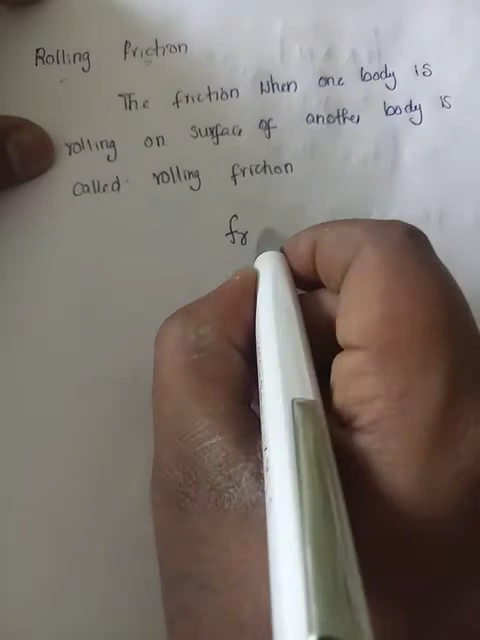 Rolling friction
The friction when one body is
rolling on surface of another body is
called rolling friction
fr